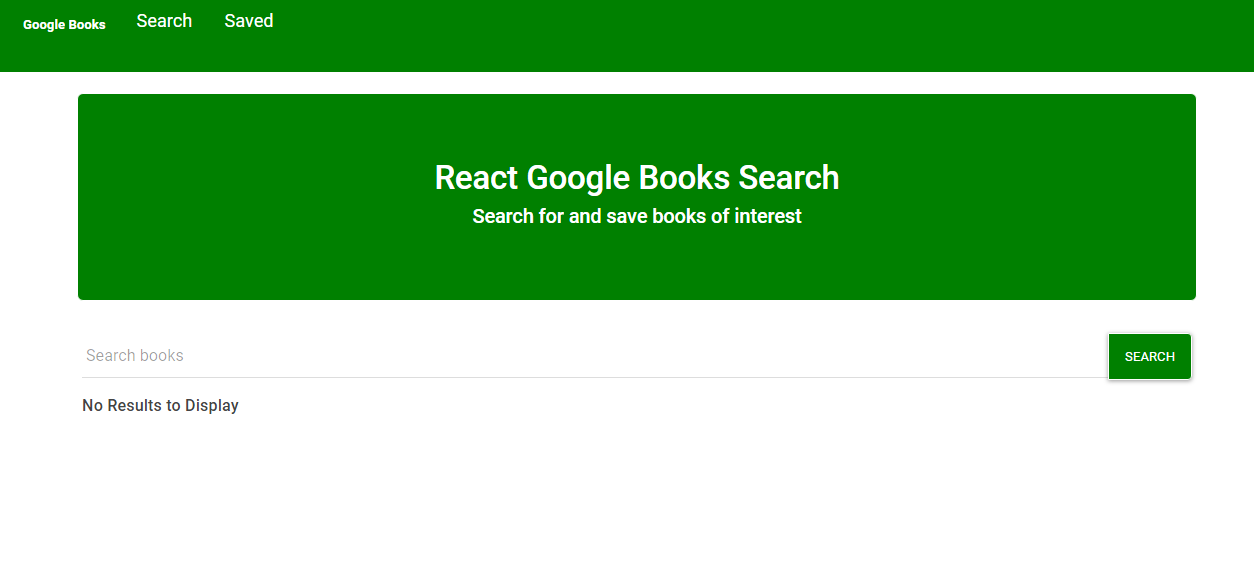 Google Books Search Saved
React Google Books Search
Search for and save books of interest
Search books SEARCH
No Results to Display